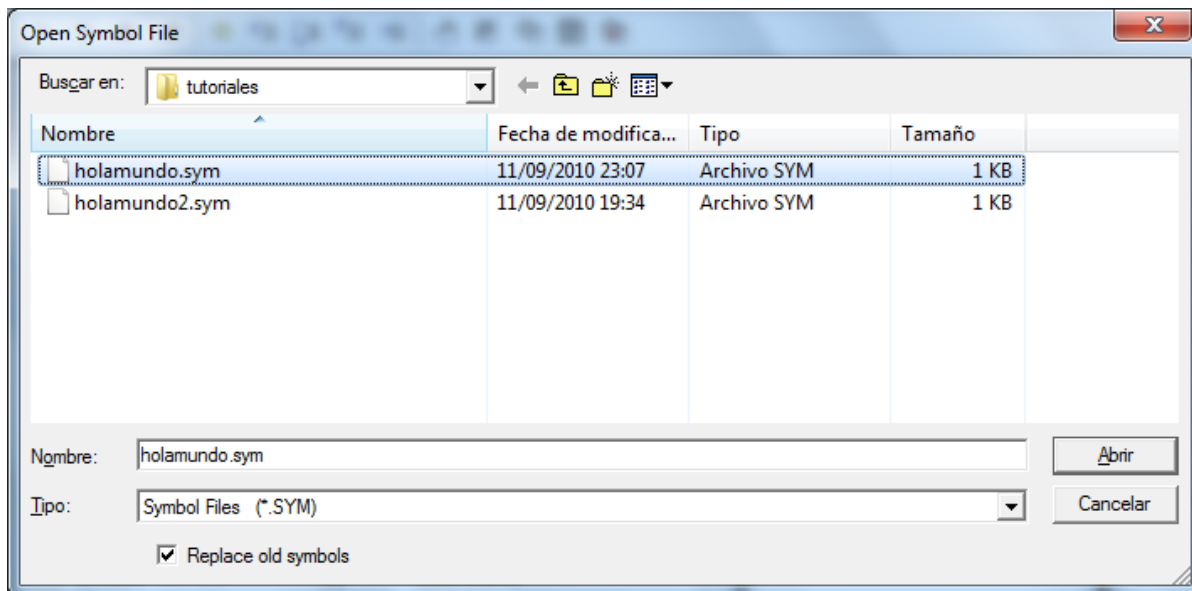 Open Symbol File
Buscar en: tutoriales
Nombre Fecha de modifica... Tipo Tamaño
holamundo.sym 11/09/2010 23:07 Archivo SYM 1 KB
holamundo2.sym 11/09/2010 19:34 Archivo SYM 1 KB
Nombre: holamundo.sym Abrir
Tipo: Symbol Files (*.SYM) Cancelar
Replace old symbols